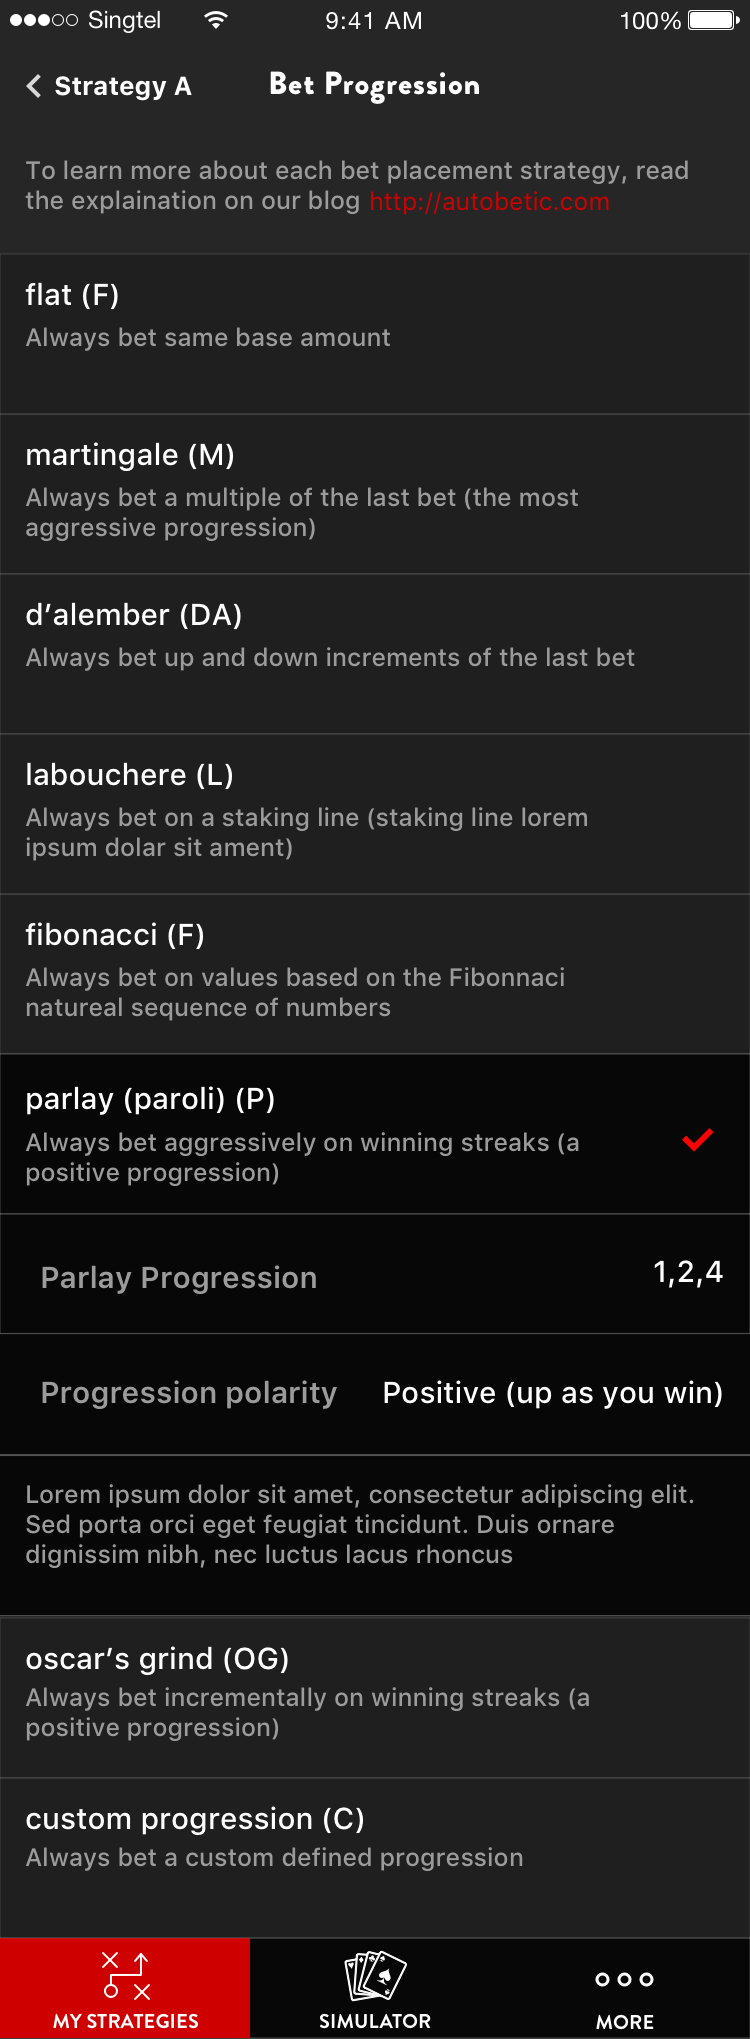 Singtel 9:41 AM 100%
Strategy A Bet Progression
To learn more about each bet placement strategy, read
the explaination on our blog http://autobetic.com
flat (F)
Always bet same base amount
martingale (M)
Always bet a multiple of the last bet (the most
aggressive progression)
d’alember (DA)
Always bet up and down increments of the last bet
labouchere (L)
Always bet on a staking line (staking line lorem
ipsum dolar sit ament)
fibonacci (F)
Always bet on values based on the Fibonnaci
natureal sequence of numbers
parlay (paroli) (P)
Always bet aggressively on winning streaks (a
positive progression)
Parlay Progression 1,2,4
Progression polarity Positive (up as you win)
Lorem ipsum dolor sit amet, consectetur adipiscing elit.
Sed porta orci eget feugiat tincidunt. Duis ornare
dignissim nibh, nec luctus lacus rhoncus
oscar’s grind (OG)
Always bet incrementally on winning streaks (a
positive progression)
custom progression (C)
Always bet a custom defined progression
MY STRATEGIES SIMULATOR MORE